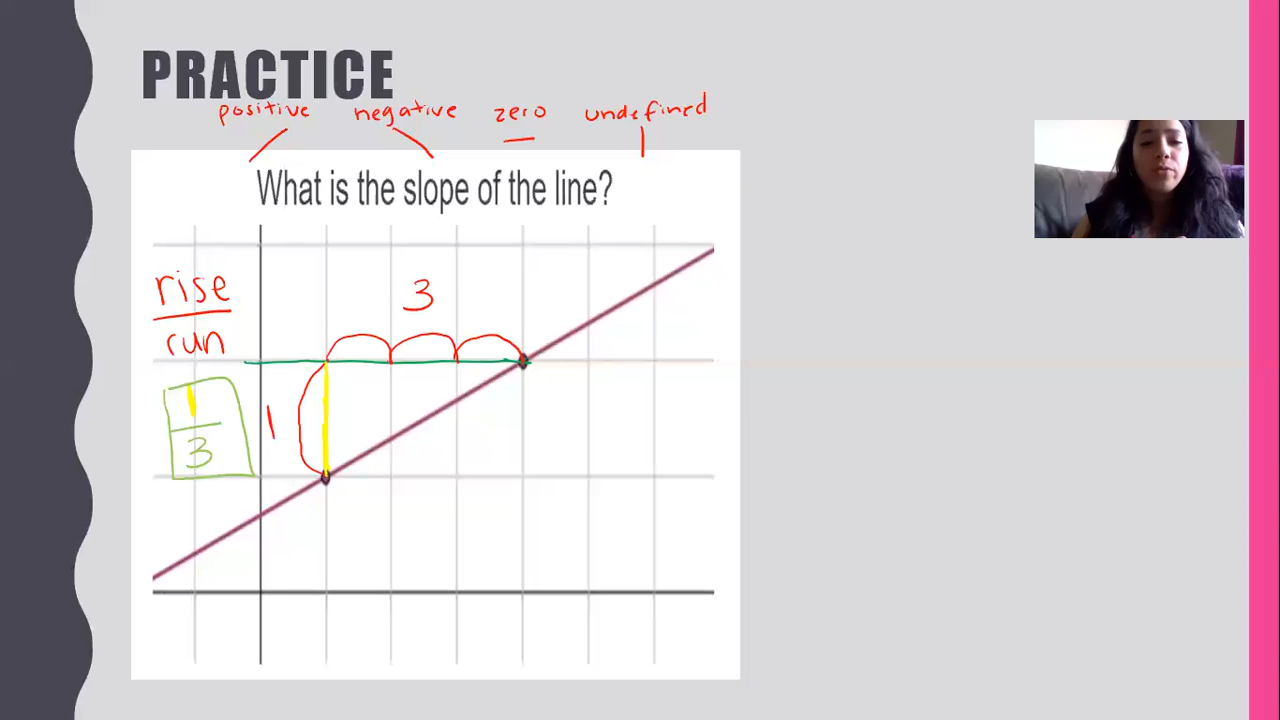 PRACTICE
positive negative zero undefined
What is the slope of the line?
rise
run
3
1
1
3